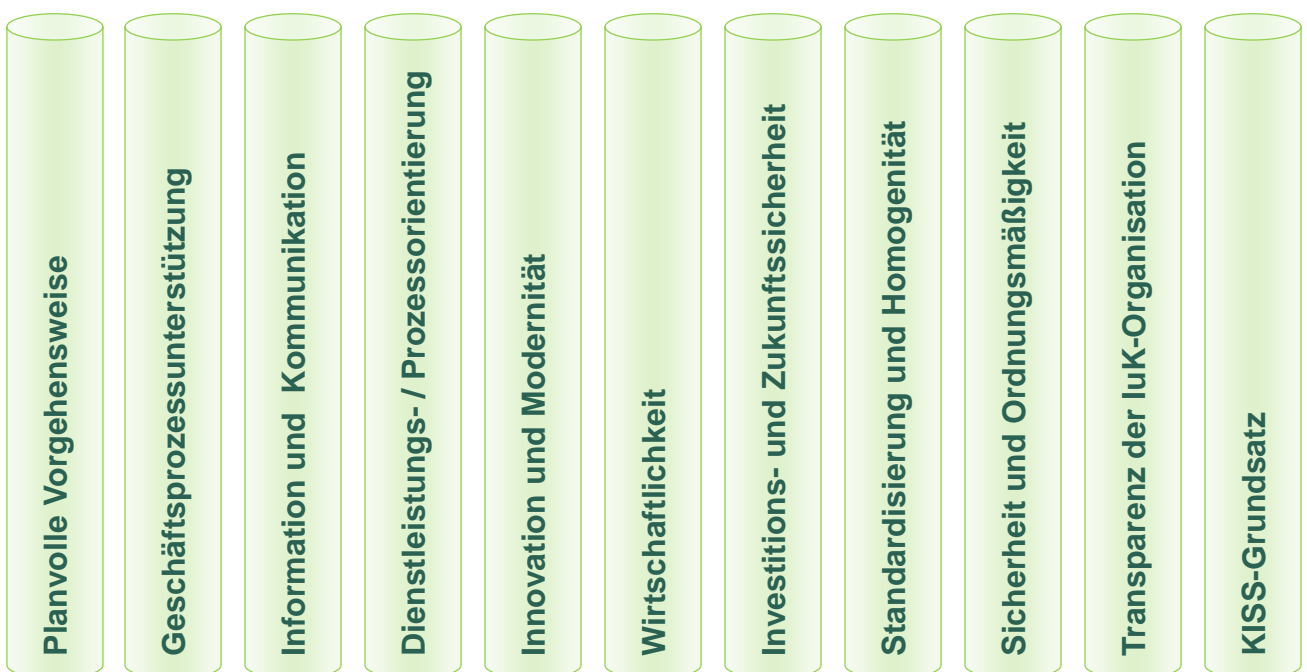 Planvolle Vorgehensweise
Geschäftsprozessunterstützung
Information und Kommunikation
Dienstleistungs- / Prozessorientierung
Innovation und Modernität
Wirtschaftlichkeit
Investitions- und Zukunftssicherheit
Standardisierung und Homogenität
Sicherheit und Ordnungsmäßigkeit
Transparenz der IuK-Organisation
KISS-Grundsatz